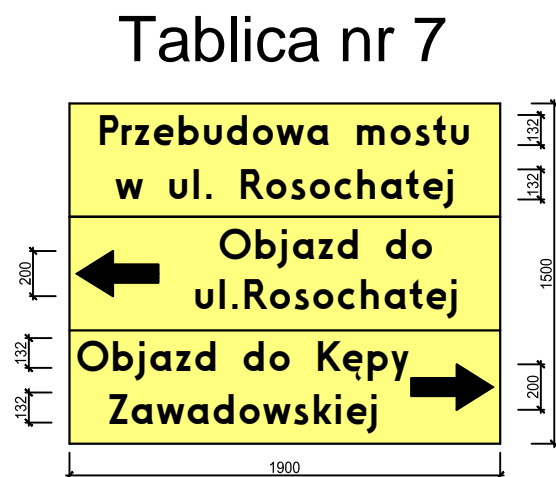 Tablica nr 7
Przebudowa mostu
w ul. Rosochatej
132
132
Objazd do
ul.Rosochatej
200
1500
Objazd do Kępy
Zawadowskiej
132
132
200
1900